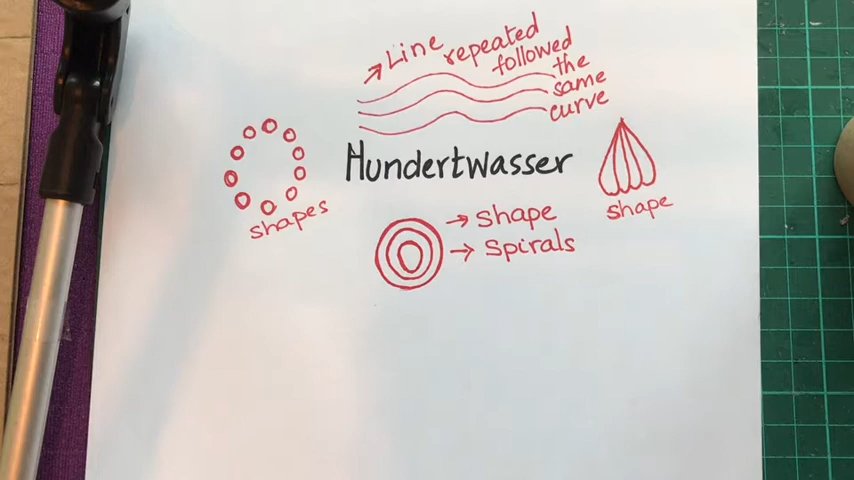 → Line repeated followed the same curve
Hundertwasser
shapes
shape
→ Shape
→ Spirals